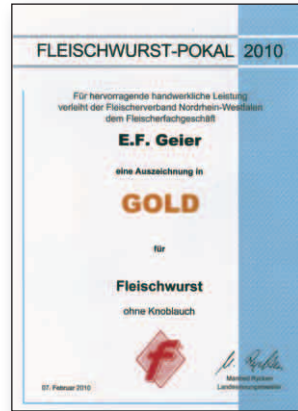 FLEISCHWURST-POKAL 2010
Für hervorragende handwerkliche Leistung
verleiht der Fleischerverband Nordrhein-Westfalen
dem Fleischerfachgeschäft
E.F. Geier
eine Auszeichnung in
GOLD
für
Fleischwurst
ohne Knoblauch
f
07. Februar 2010
Manfred Rycken
Landesinnungsmeister